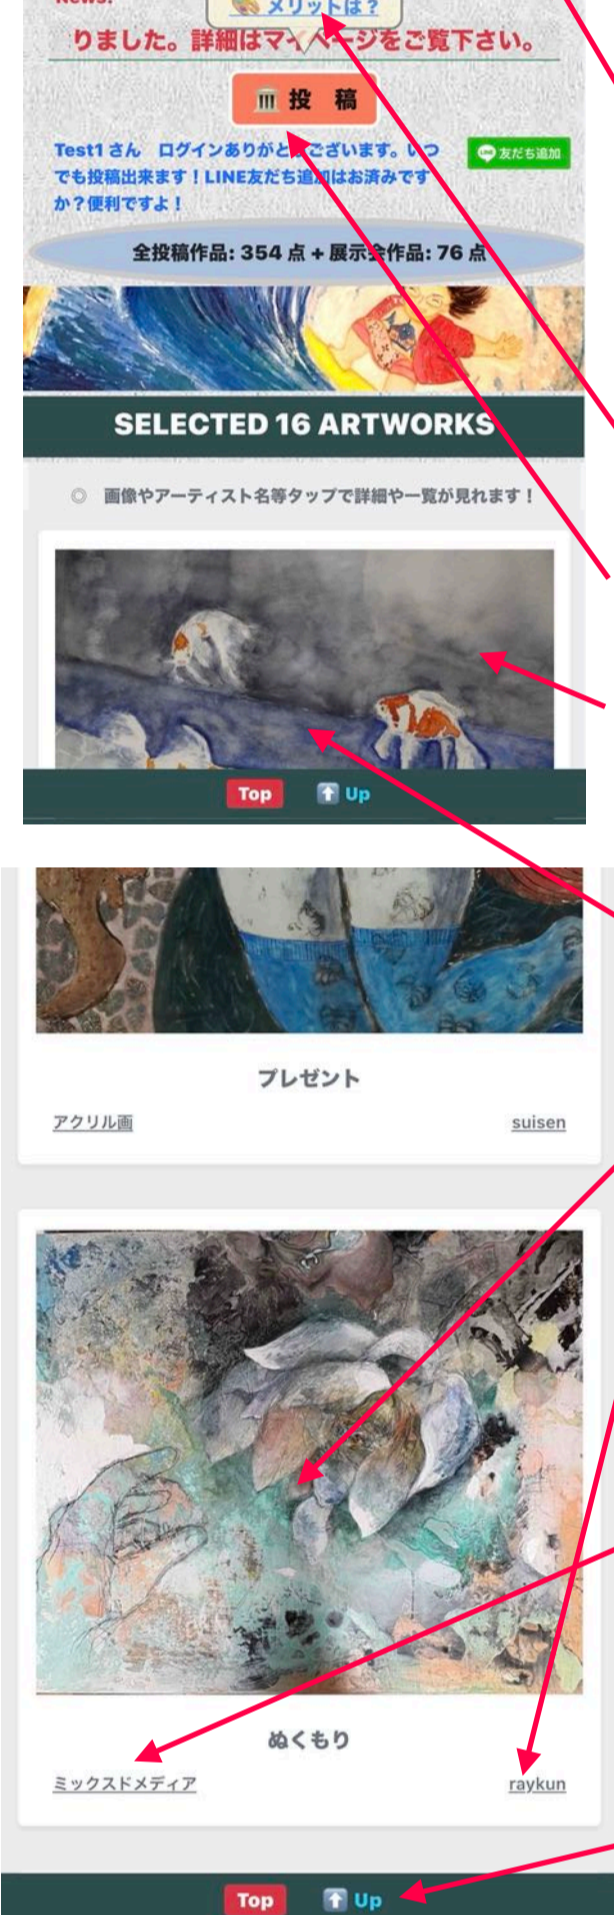 News!
メリットは？
りました。詳細はマイページをご覧下さい。
投 稿
Test1 さん ログインありがとうございます。いつ
でも投稿出来ます！LINE友だち追加はお済みです
か？便利ですよ！
友だち追加
全投稿作品: 354 点 + 展示会作品: 76 点
SELECTED 16 ARTWORKS
◎ 画像やアーティスト名等タップで詳細や一覧が見れます！
Top Up
プレゼント
アクリル画 suisen
ぬくもり
ミックスドメディア raykun
Top Up